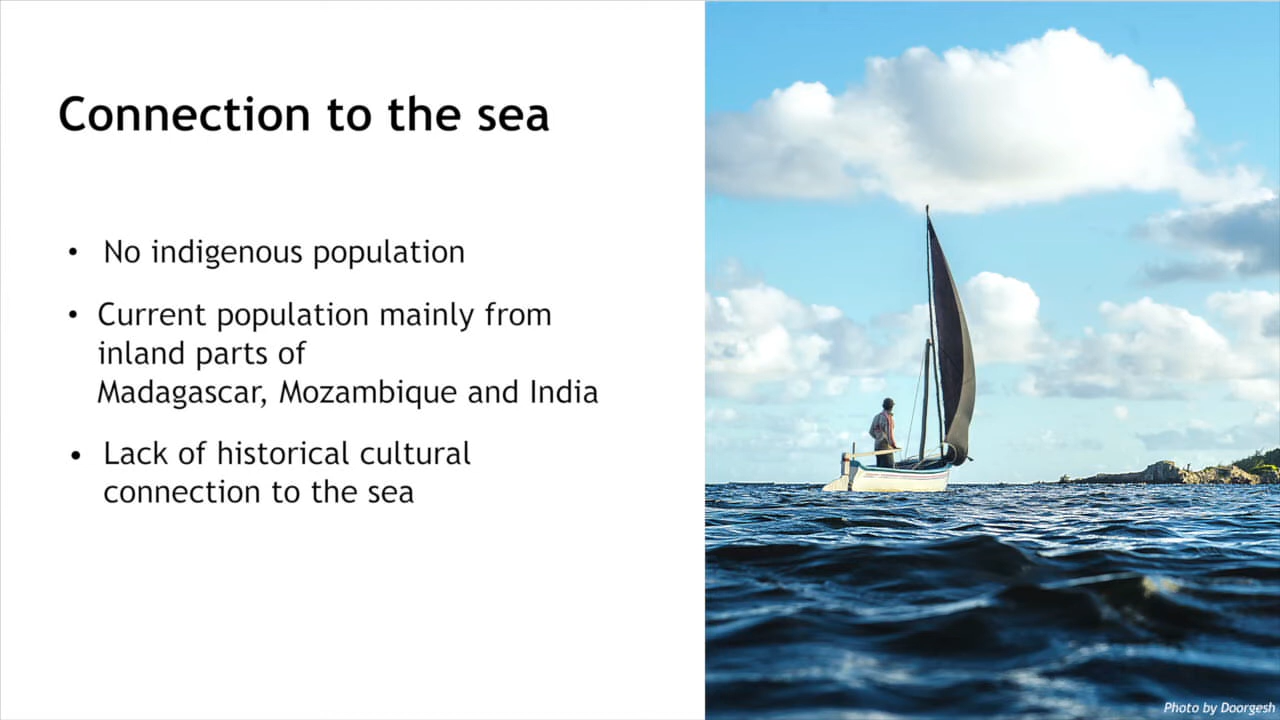 Connection to the sea
• No indigenous population
• Current population mainly from
inland parts of
Madagascar, Mozambique and India
• Lack of historical cultural
connection to the sea
Photo by Doorgesh